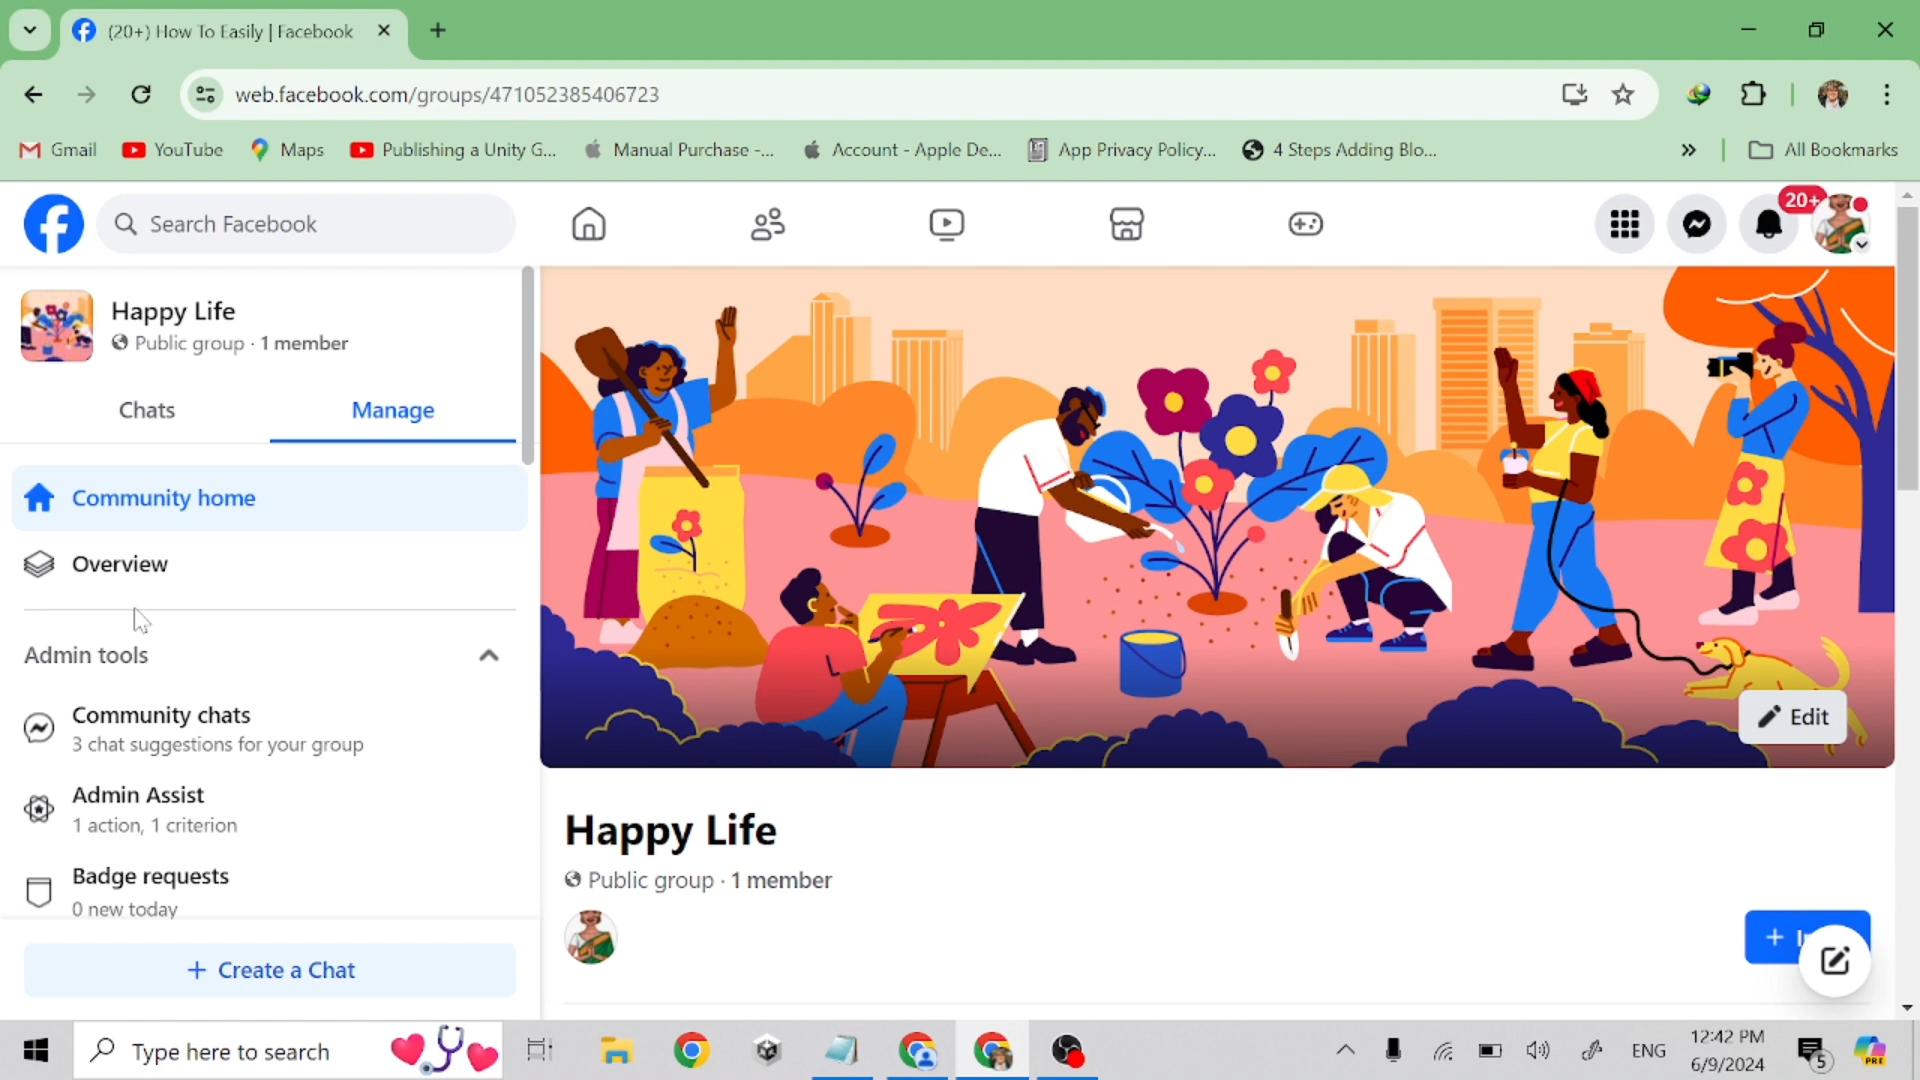 (20+) How To Easily | Facebook
web.facebook.com/groups/471052385406723
Gmail
YouTube
Maps
Publishing a Unity G...
Manual Purchase -...
Account - Apple De...
App Privacy Policy...
4 Steps Adding Blo...
All Bookmarks
Search Facebook
20+
Happy Life
Public group · 1 member
Chats
Manage
Community home
Overview
Admin tools
Community chats
3 chat suggestions for your group
Admin Assist
1 action, 1 criterion
Badge requests
0 new today
+ Create a Chat
Edit
Happy Life
Public group · 1 member
Type here to search
ENG
12:42 PM
6/9/2024
5
PRE